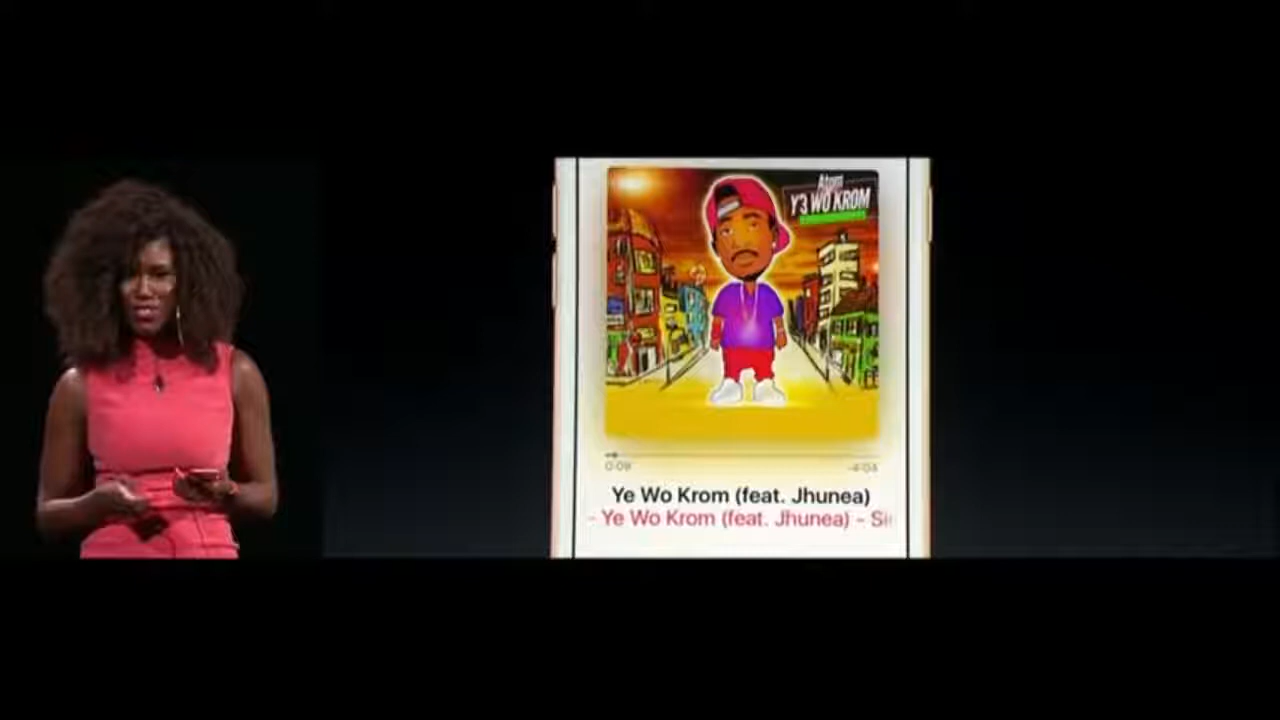 Atom
Y3 WO KROM
0:09
-4:04
Ye Wo Krom (feat. Jhunea)
- Ye Wo Krom (feat. Jhunea) - Si